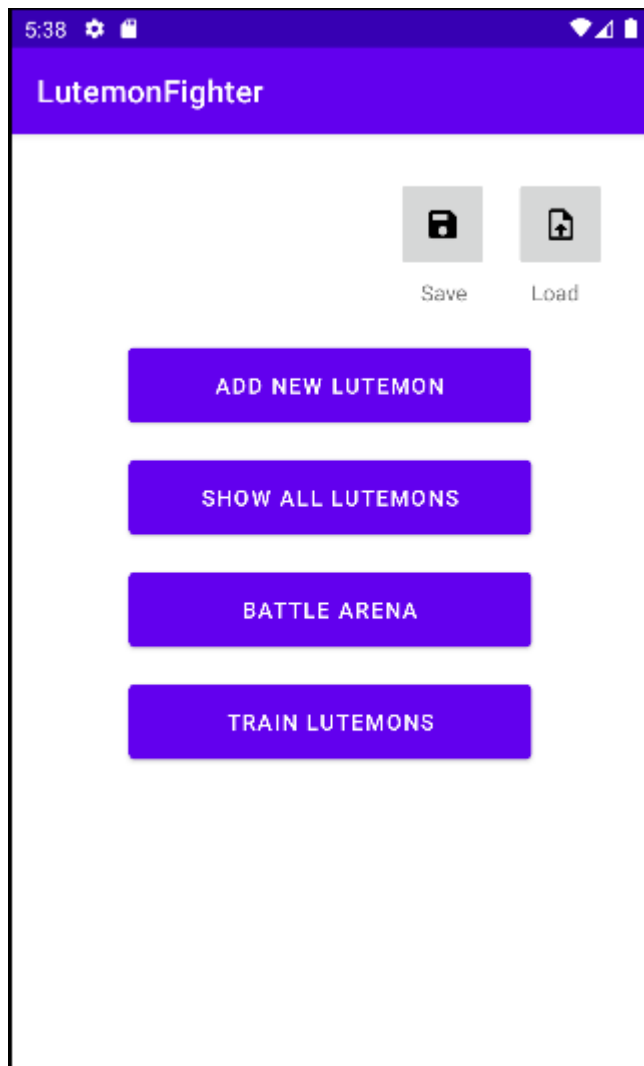 5:38
LutemonFighter
Save Load
ADD NEW LUTEMON
SHOW ALL LUTEMONS
BATTLE ARENA
TRAIN LUTEMONS